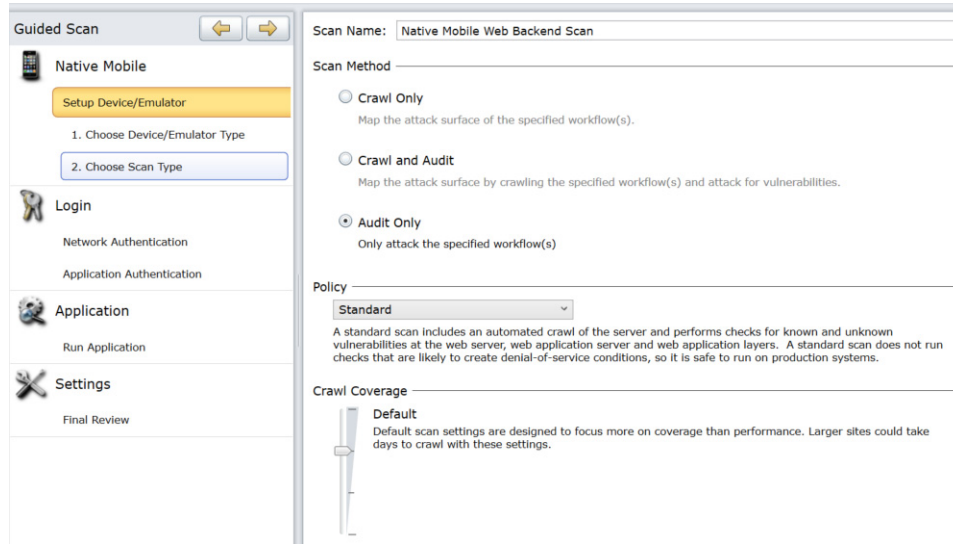 Guided Scan
Native Mobile
Setup Device/Emulator
1. Choose Device/Emulator Type
2. Choose Scan Type
Login
Network Authentication
Application Authentication
Application
Run Application
Settings
Final Review
Scan Name: Native Mobile Web Backend Scan
Scan Method
Crawl Only
Map the attack surface of the specified workflow(s).
Crawl and Audit
Map the attack surface by crawling the specified workflow(s) and attack for vulnerabilities.
Audit Only
Only attack the specified workflow(s)
Policy
Standard
A standard scan includes an automated crawl of the server and performs checks for known and unknown
vulnerabilities at the web server, web application server and web application layers. A standard scan does not run
checks that are likely to create denial-of-service conditions, so it is safe to run on production systems.
Crawl Coverage
Default
Default scan settings are designed to focus more on coverage than performance. Larger sites could take
days to crawl with these settings.